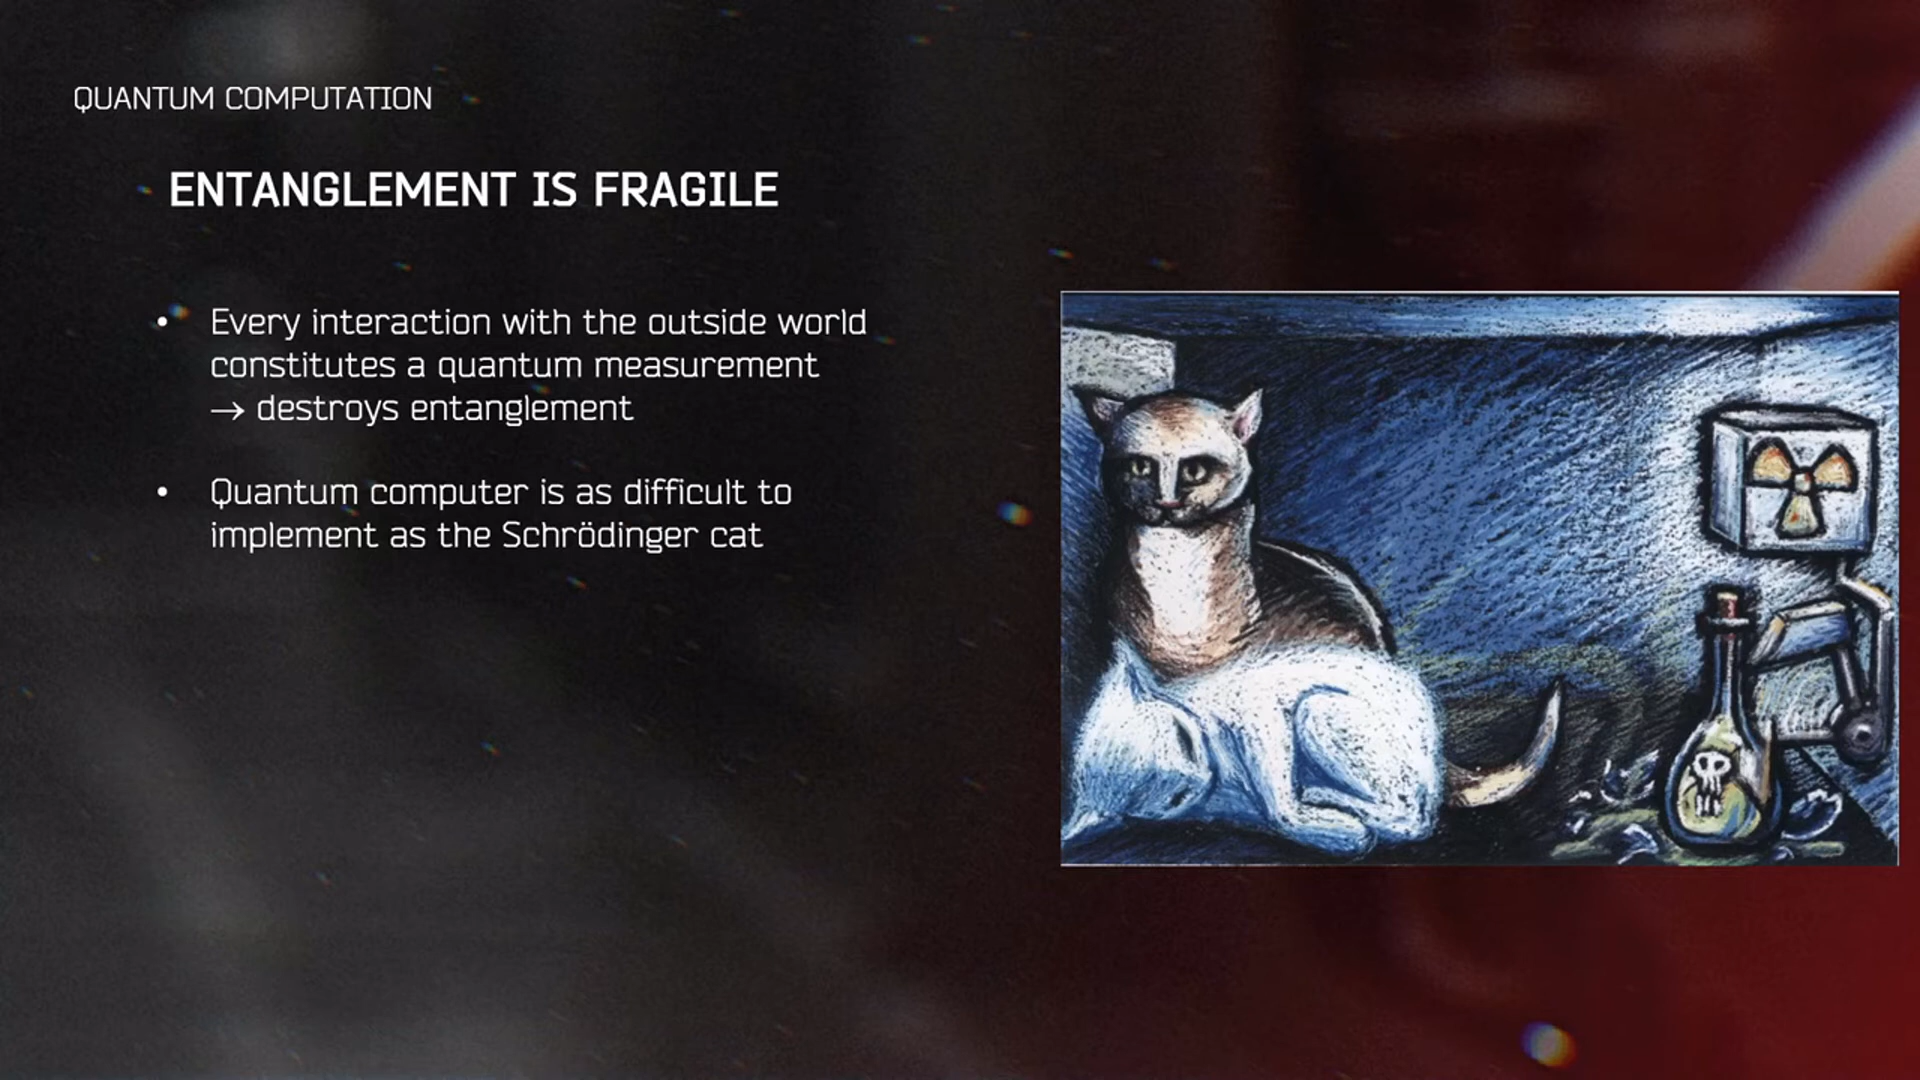 QUANTUM COMPUTATION
ENTANGLEMENT IS FRAGILE
• Every interaction with the outside world
constitutes a quantum measurement
→ destroys entanglement
• Quantum computer is as difficult to
implement as the Schrödinger cat